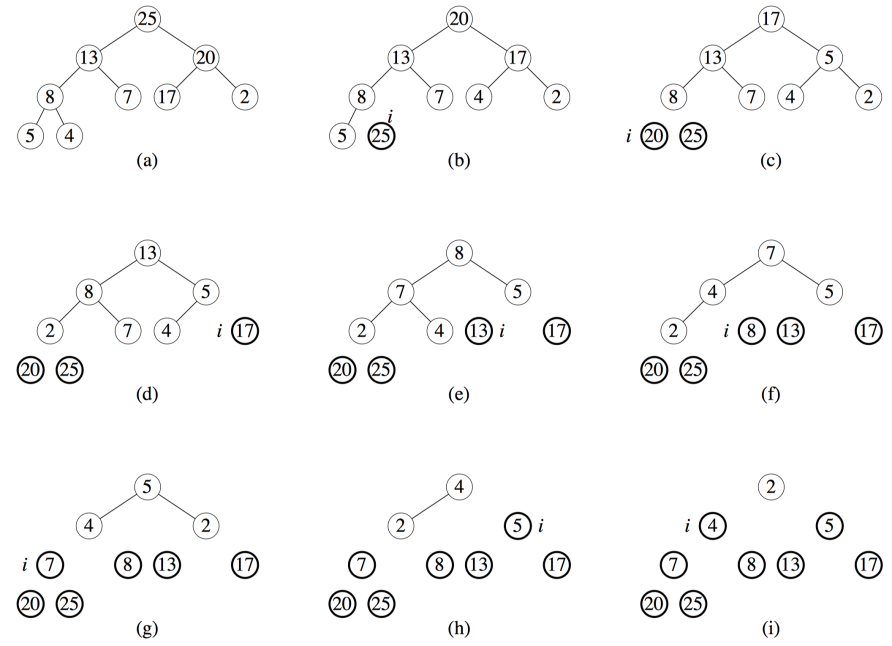 25 20 17
13 20 13 17 13 5
8 7 17 2 8 7 4 2 8 7 4 2
5 4 5 25 i i 20 25
(a) (b) (c)
13 8 7
8 5 7 5 4 5
2 7 4 i 17 2 4 13 i 17 2 i 8 13 17
20 25 20 25 20 25
(d) (e) (f)
5 4 2
4 2 2 5 i i 4 5
i 7 8 13 17 7 8 13 17 7 8 13 17
20 25 20 25 20 25
(g) (h) (i)